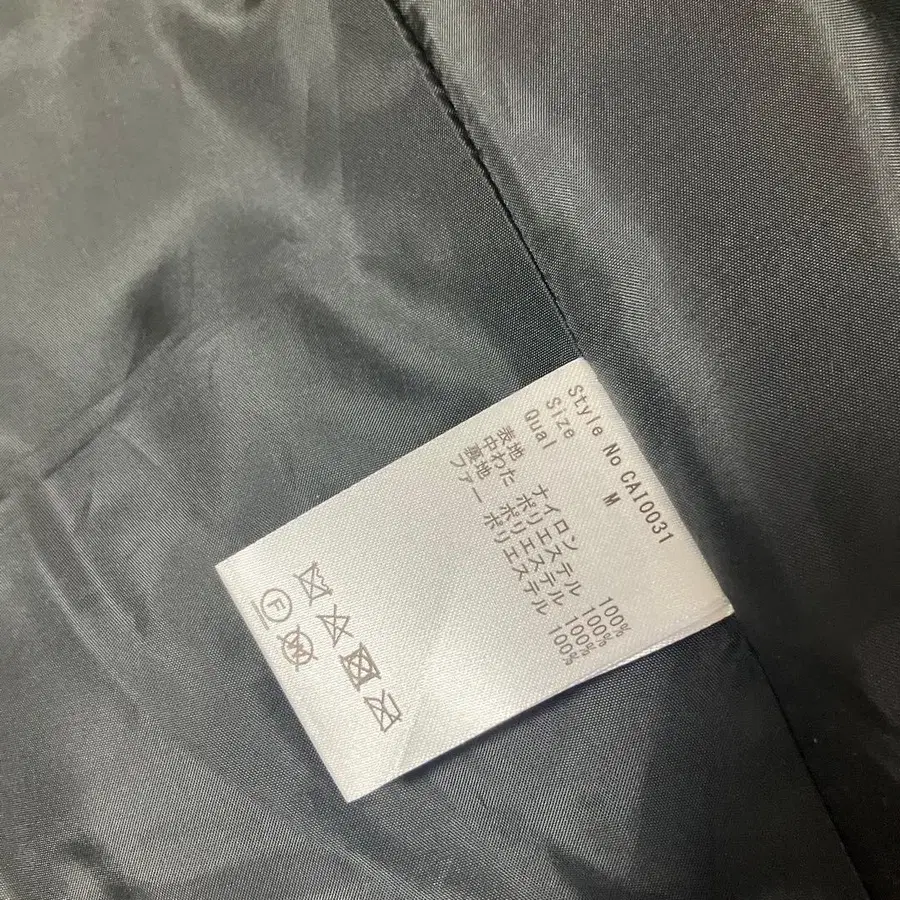 Style No CAI0031
Size M
Qual
表地 ナイロン 100%
中わた ポリエステル 100%
裏地 ポリエステル 100%
ファー ポリエステル 100%
F
W